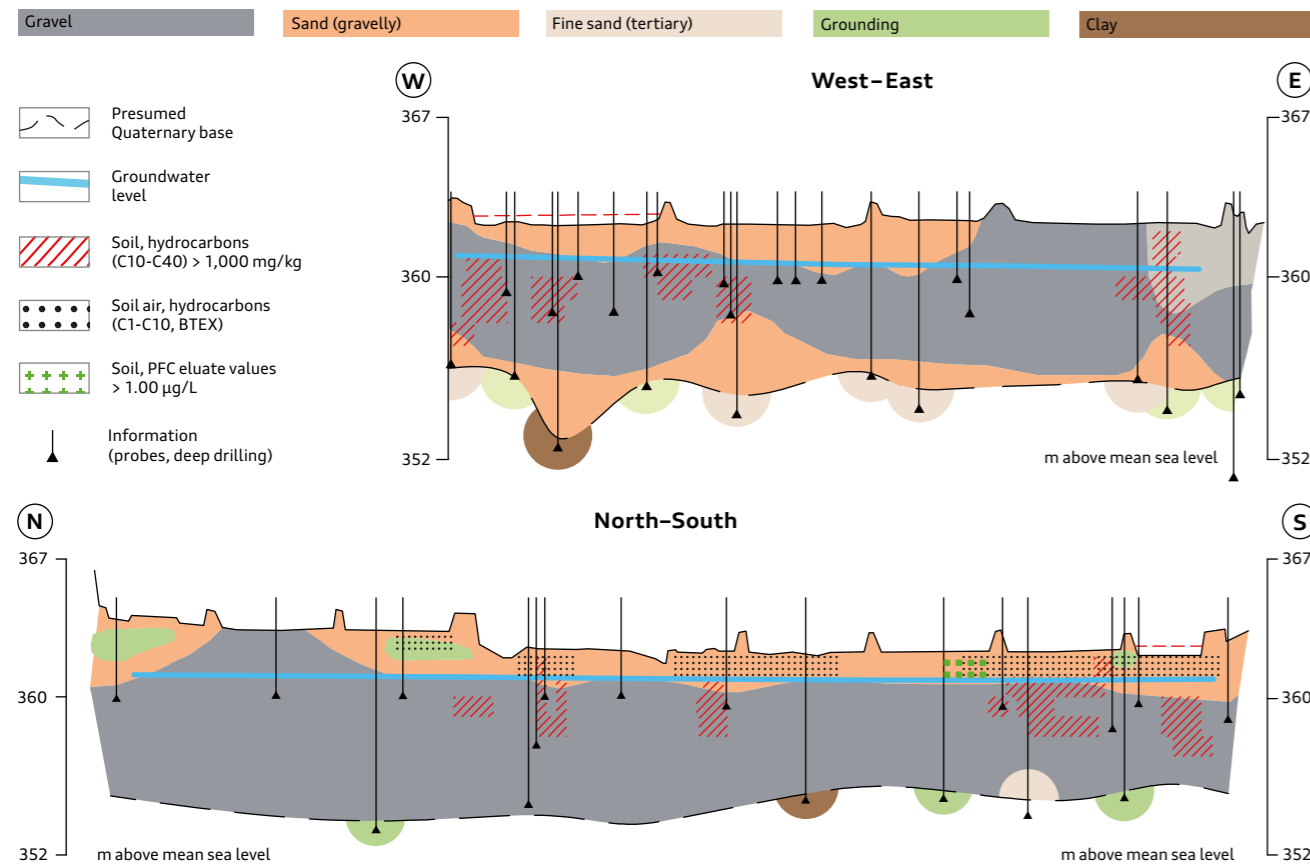 Gravel
Sand (gravelly)
Fine sand (tertiary)
Grounding
Clay
W
West–East
E
367
367
Presumed
Quaternary base
Groundwater
level
Soil, hydrocarbons
(C10-C40) > 1,000 mg/kg
360
360
Soil air, hydrocarbons
(C1-C10, BTEX)
Soil, PFC eluate values
> 1.00 µg/L
Information
(probes, deep drilling)
352
m above mean sea level
352
N
North–South
S
367
367
360
360
352
m above mean sea level
m above mean sea level
352